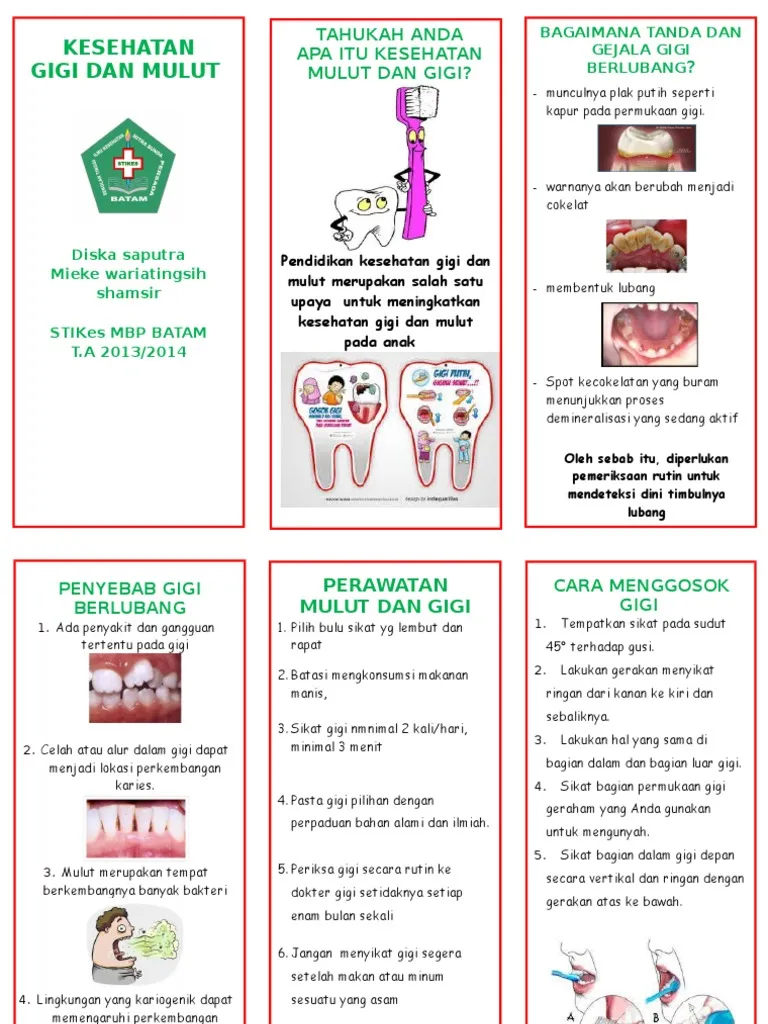 KESEHATAN
GIGI DAN MULUT
SEKOLAH TINGGI ILMU KESEHATAN MITRA BUNDA PERSADA
STIKES
BATAM
Diska saputra
Mieke wariatingsih
shamsir
STIKes MBP BATAM
T.A 2013/2014
TAHUKAH ANDA
APA ITU KESEHATAN
MULUT DAN GIGI?
Pendidikan kesehatan gigi dan
mulut merupakan salah satu
upaya untuk meningkatkan
kesehatan gigi dan mulut
pada anak
GOSOK GIGI
GIGI PUTIH,
BAGAIMANA TANDA DAN
GEJALA GIGI
BERLUBANG?
- munculnya plak putih seperti
kapur pada permukaan gigi.
- warnanya akan berubah menjadi
cokelat
- membentuk lubang
- Spot kecokelatan yang buram
menunjukkan proses
demineralisasi yang sedang aktif
Oleh sebab itu, diperlukan
pemeriksaan rutin untuk
mendeteksi dini timbulnya
lubang
PENYEBAB GIGI
BERLUBANG
1. Ada penyakit dan gangguan
tertentu pada gigi
2. Celah atau alur dalam gigi dapat
menjadi lokasi perkembangan
karies.
3. Mulut merupakan tempat
berkembangnya banyak bakteri
4. Lingkungan yang kariogenik dapat
memengaruhi perkembangan
PERAWATAN
MULUT DAN GIGI
1. Pilih bulu sikat yg lembut dan
rapat
2. Batasi mengkonsumsi makanan
manis,
3. Sikat gigi nmnimal 2 kali/hari,
minimal 3 menit
4. Pasta gigi pilihan dengan
perpaduan bahan alami dan ilmiah.
5. Periksa gigi secara rutin ke
dokter gigi setidaknya setiap
enam bulan sekali
6. Jangan menyikat gigi segera
setelah makan atau minum
sesuatu yang asam
CARA MENGGOSOK
GIGI
1. Tempatkan sikat pada sudut
45° terhadap gusi.
2. Lakukan gerakan menyikat
ringan dari kanan ke kiri dan
sebaliknya.
3. Lakukan hal yang sama di
bagian dalam dan bagian luar gigi.
4. Sikat bagian permukaan gigi
geraham yang Anda gunakan
untuk mengunyah.
5. Sikat bagian dalam gigi depan
secara vertikal dan ringan dengan
gerakan atas ke bawah.
A
B